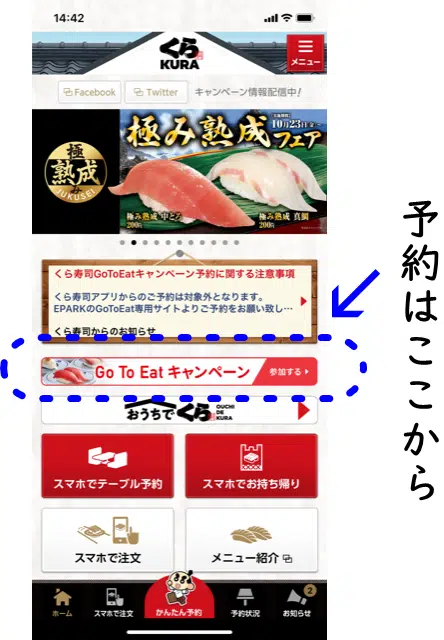 14:42
くら
KURA
メニュー
Facebook
Twitter
キャンペーン情報配信中!
極み
熟成
JUKUSEI
極み熟成フェア
10月23日
極み熟成 中とろ
200円
極み熟成 真鯛
200円
くら寿司GoToEatキャンペーン予約に関する注意事項
くら寿司アプリからのご予約は対象外となります。
EPARKのGoToEat専用サイトよりご予約をお願い致し…
くら寿司からのお知らせ
Go To Eat キャンペーン
参加する
おうちでくら
OUCHI
DE
KURA
スマホでテーブル予約
スマホでお持ち帰り
スマホで注文
メニュー紹介
ホーム
スマホで注文
かんたん予約
予約状況
お知らせ
2
予約はここから